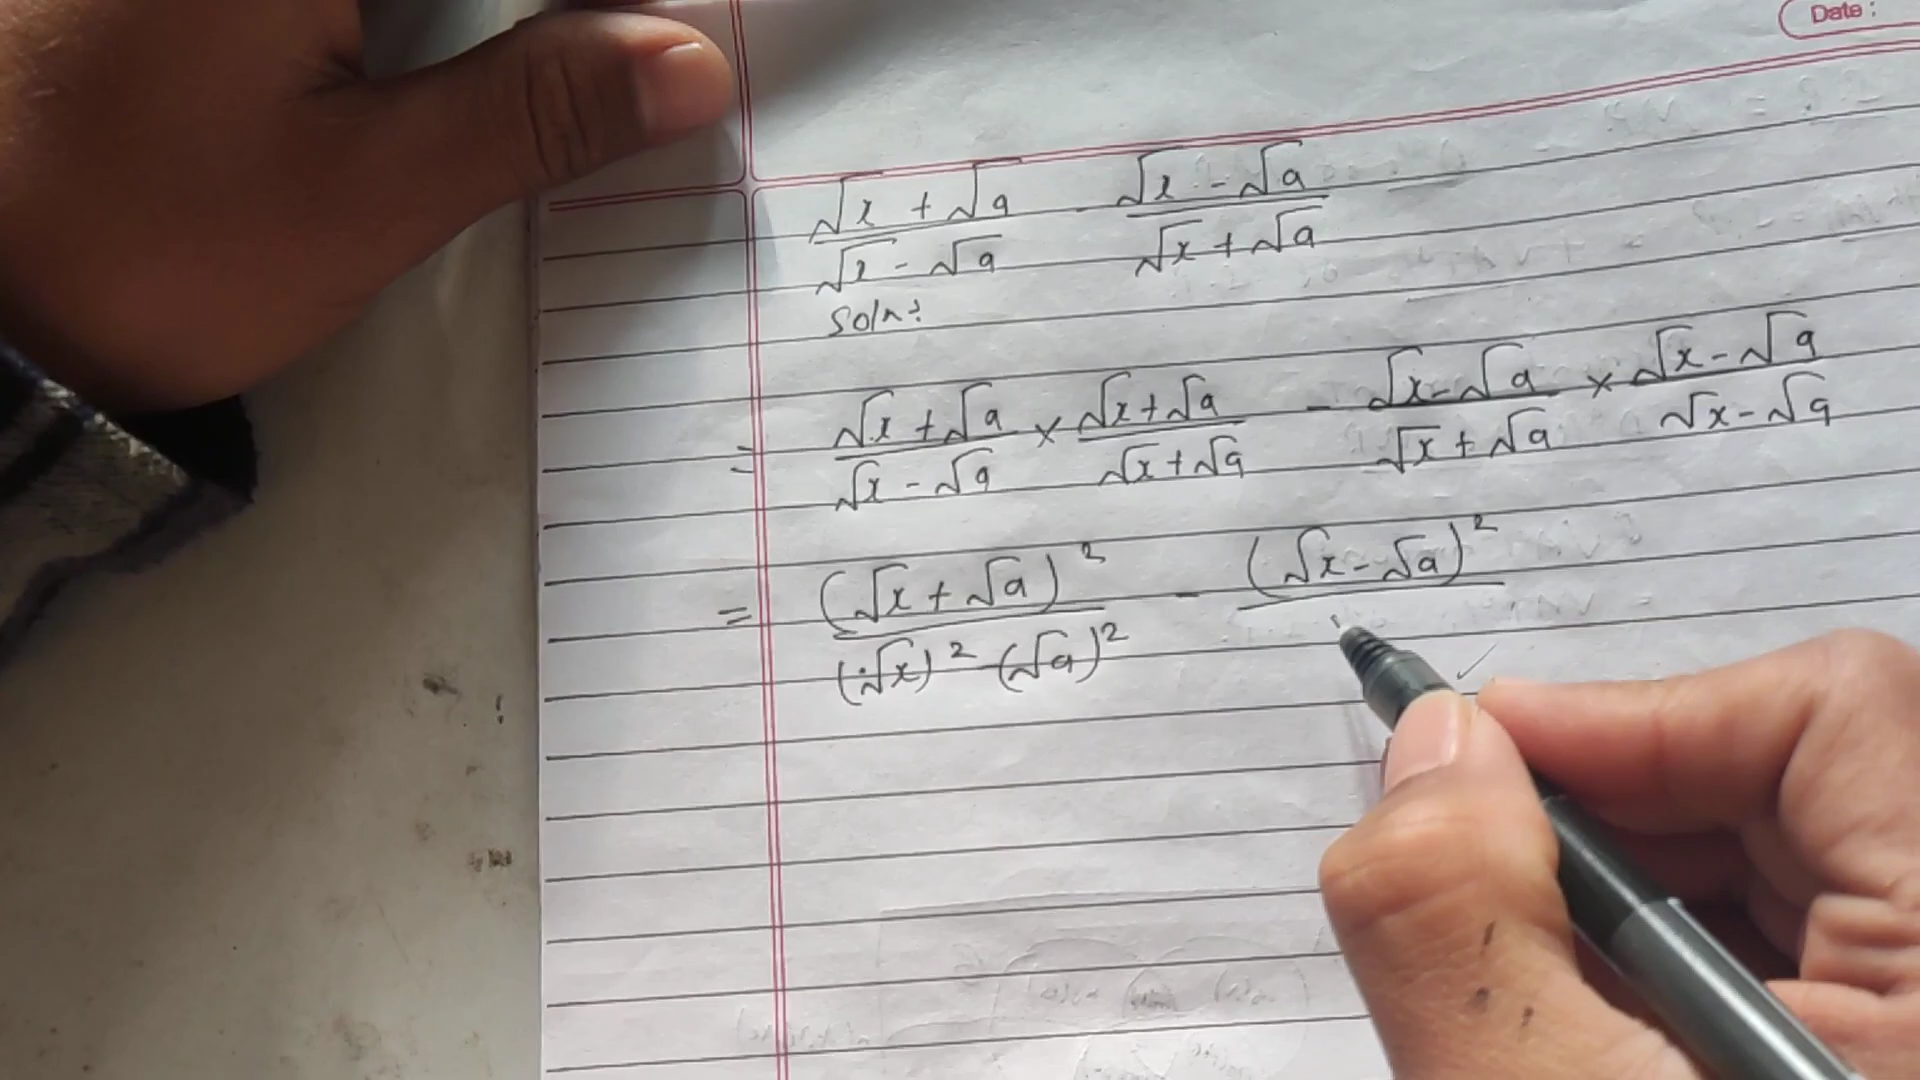 Date :
√x + √a / √x - √a - √x - √a / √x + √a
Soln:
= √x + √a / √x - √a × √x + √a / √x + √a - √x - √a / √x + √a × √x - √a / √x - √a
= (√x + √a)² / (√x)² - (√a)² - (√x - √a)²